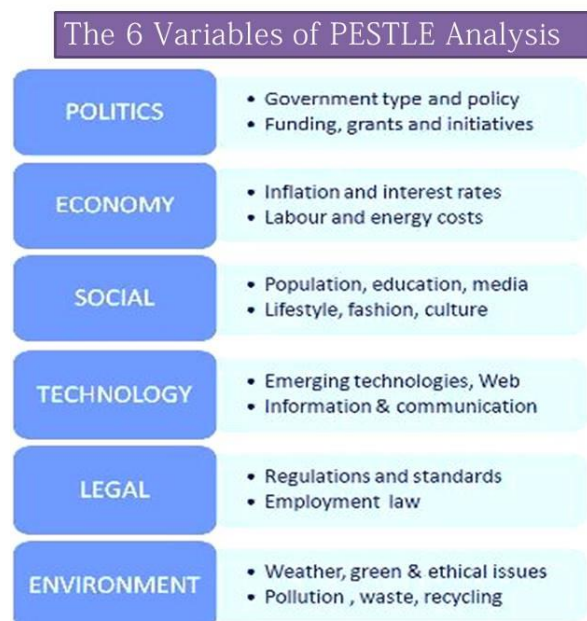 The 6 Variables of PESTLE Analysis
POLITICS
• Government type and policy
• Funding, grants and initiatives
ECONOMY
• Inflation and interest rates
• Labour and energy costs
SOCIAL
• Population, education, media
• Lifestyle, fashion, culture
TECHNOLOGY
• Emerging technologies, Web
• Information & communication
LEGAL
• Regulations and standards
• Employment law
ENVIRONMENT
• Weather, green & ethical issues
• Pollution , waste, recycling